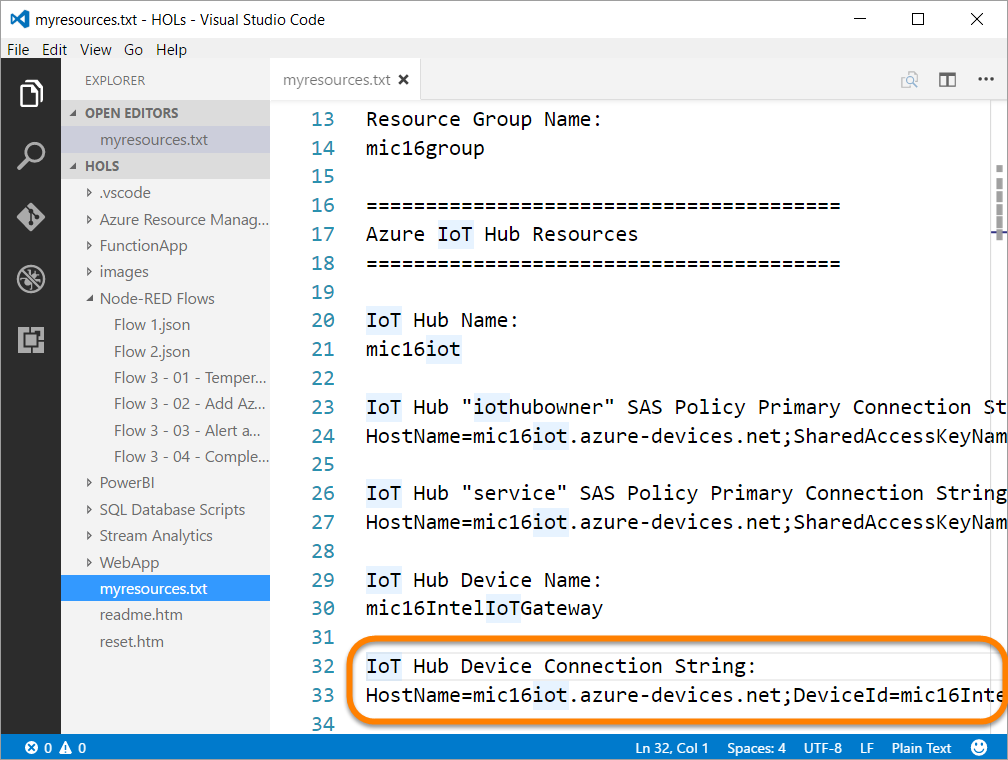 myresources.txt - HOLs - Visual Studio Code
File Edit View Go Help
EXPLORER
OPEN EDITORS
myresources.txt
HOLS
.vscode
Azure Resource Manag...
FunctionApp
images
Node-RED Flows
Flow 1.json
Flow 2.json
Flow 3 - 01 - Temper...
Flow 3 - 02 - Add Az...
Flow 3 - 03 - Alert a...
Flow 3 - 04 - Comple...
PowerBI
SQL Database Scripts
Stream Analytics
WebApp
myresources.txt
readme.htm
reset.htm
myresources.txt
13 Resource Group Name:
14 mic16group
15
16 ========================================
17 Azure IoT Hub Resources
18 ========================================
19
20 IoT Hub Name:
21 mic16iot
22
23 IoT Hub "iothubowner" SAS Policy Primary Connection St
24 HostName=mic16iot.azure-devices.net;SharedAccessKeyNam
25
26 IoT Hub "service" SAS Policy Primary Connection String
27 HostName=mic16iot.azure-devices.net;SharedAccessKeyNam
28
29 IoT Hub Device Name:
30 mic16IntelIoTGateway
31
32 IoT Hub Device Connection String:
33 HostName=mic16iot.azure-devices.net;DeviceId=mic16Inte
34
0 0 Ln 32, Col 1 Spaces: 4 UTF-8 LF Plain Text